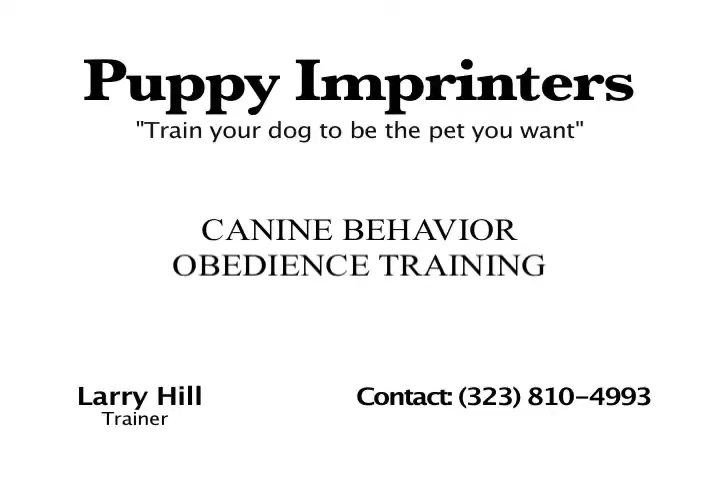 Puppy Imprinters
"Train your dog to be the pet you want"
CANINE BEHAVIOR
OBEDIENCE TRAINING
Larry Hill
Trainer
Contact: (323) 810-4993